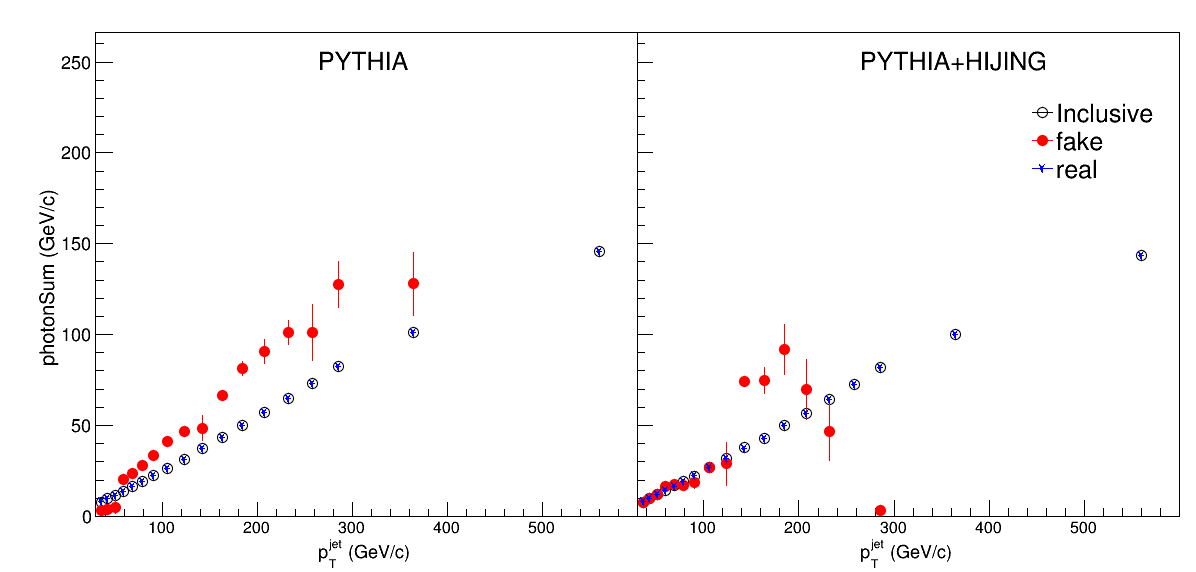 PYTHIA
PYTHIA+HIJING
Inclusive
fake
real
photonSum (GeV/c)
250
200
150
100
50
0
100 200 300 400 500
100 200 300 400 500
p_T^jet (GeV/c)
p_T^jet (GeV/c)